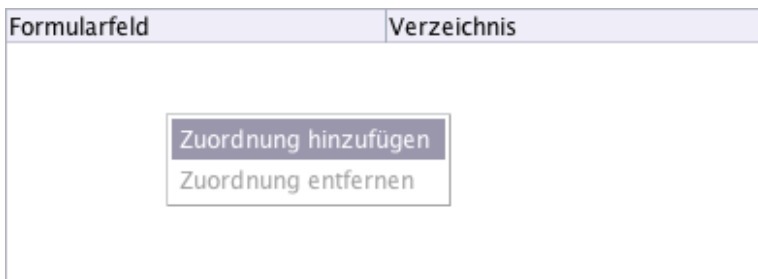 Formularfeld Verzeichnis
Zuordnung hinzufügen
Zuordnung entfernen